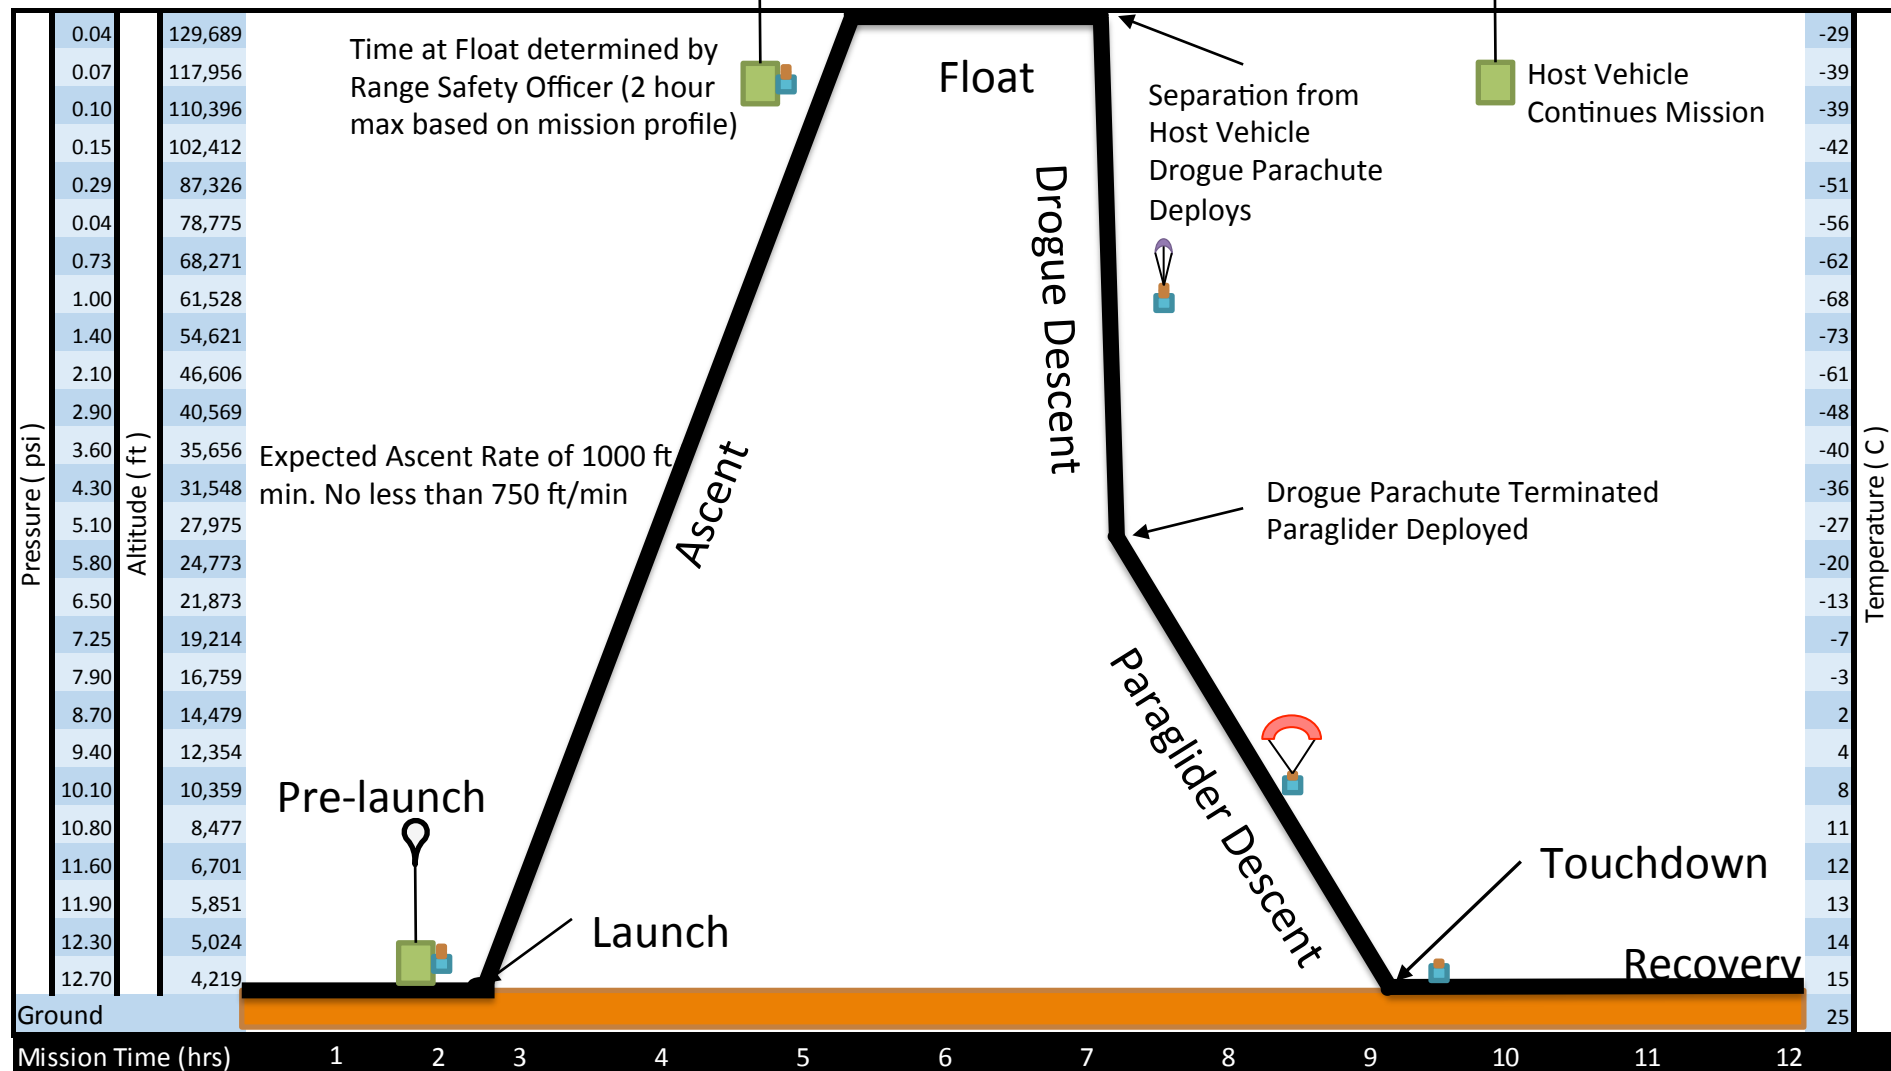 0.04 129,689 -29
0.07 117,956 -39
0.10 110,396 -39
0.15 102,412 -42
0.29 87,326 -51
0.04 78,775 -56
0.73 68,271 -62
1.00 61,528 -68
1.40 54,621 -73
2.10 46,606 -61
2.90 40,569 -48
3.60 35,656 -40
4.30 31,548 -36
5.10 27,975 -27
5.80 24,773 -20
6.50 21,873 -13
7.25 19,214 -7
7.90 16,759 -3
8.70 14,479 2
9.40 12,354 4
10.10 10,359 8
10.80 8,477 11
11.60 6,701 12
11.90 5,851 13
12.30 5,024 14
12.70 4,219 15
Ground 25
Pressure ( psi )
Altitude ( ft )
Temperature ( C )
Time at Float determined by
Range Safety Officer (2 hour
max based on mission profile)
Float
Separation from
Host Vehicle
Drogue Parachute
Deploys
Host Vehicle
Continues Mission
Drogue Descent
Expected Ascent Rate of 1000 ft
min. No less than 750 ft/min
Ascent
Drogue Parachute Terminated
Paraglider Deployed
Paraglider Descent
Pre-launch
Launch
Touchdown
Recovery
Mission Time (hrs) 1 2 3 4 5 6 7 8 9 10 11 12